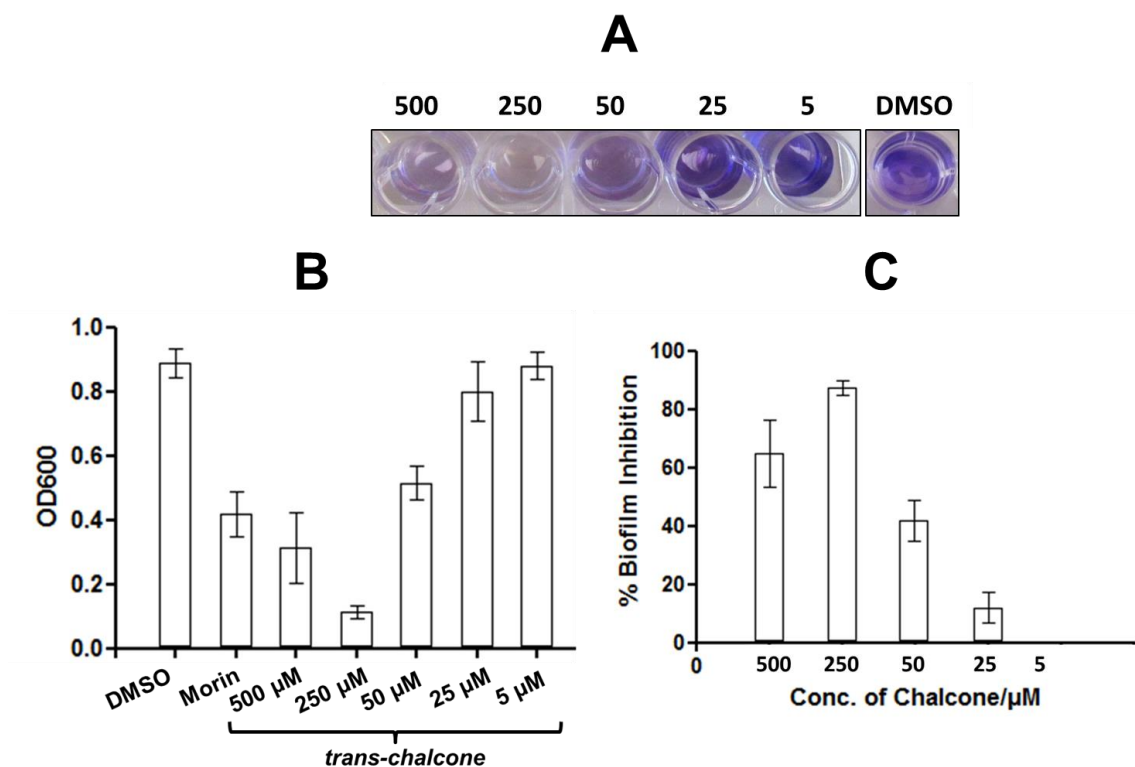 A
500 250 50 25 5 DMSO
B
OD600
1.0
0.8
0.6
0.4
0.2
0.0
DMSO Morin 500 µM 250 µM 50 µM 25 µM 5 µM
trans-chalcone
C
% Biofilm Inhibition
100
80
60
40
20
0
0 500 250 50 25 5
Conc. of Chalcone/µM